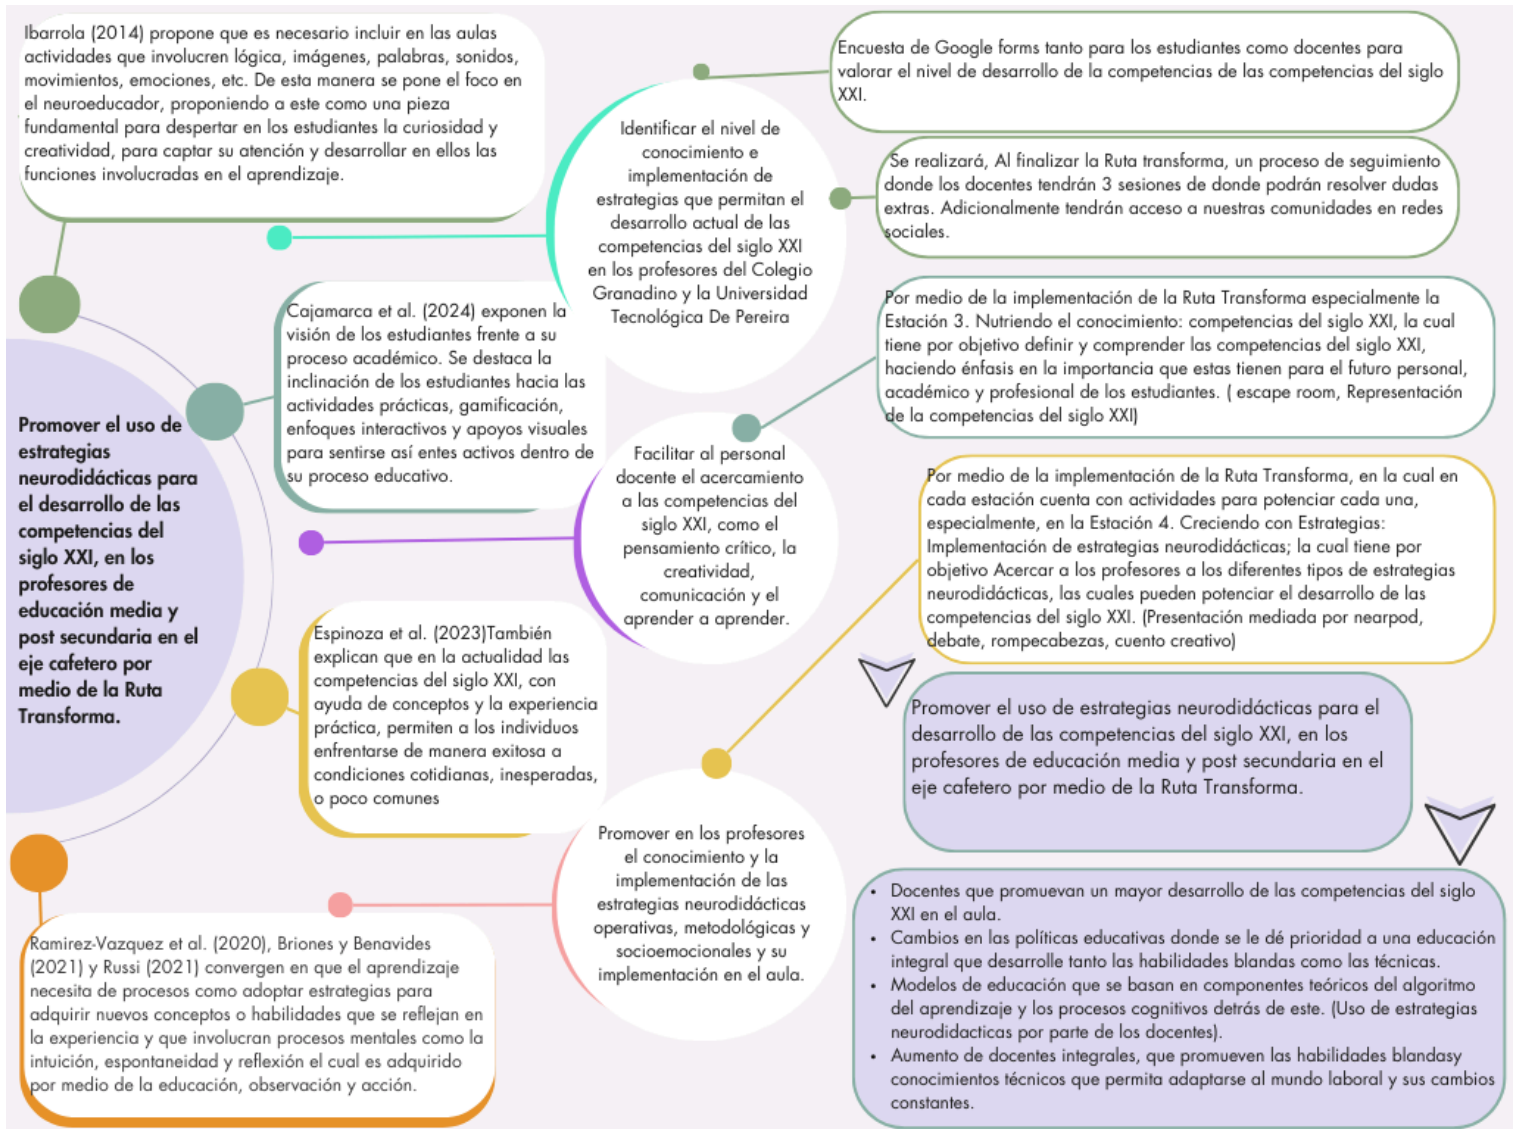 Ibarrola (2014) propone que es necesario incluir en las aulas
actividades que involucren lógica, imágenes, palabras, sonidos,
movimientos, emociones, etc. De esta manera se pone el foco en
el neuroeducador, proponiendo a este como una pieza
fundamental para despertar en los estudiantes la curiosidad y
creatividad, para captar su atención y desarrollar en ellos las
funciones involucradas en el aprendizaje.
Promover el uso de
estrategias
neurodidácticas para
el desarrollo de las
competencias del
siglo XXI, en los
profesores de
educación media y
post secundaria en el
eje cafetero por
medio de la Ruta
Transforma.
Cajamarca et al. (2024) exponen la
visión de los estudiantes frente a su
proceso académico. Se destaca la
inclinación de los estudiantes hacia las
actividades prácticas, gamificación,
enfoques interactivos y apoyos visuales
para sentirse así entes activos dentro de
su proceso educativo.
Espinoza et al. (2023)También
explican que en la actualidad las
competencias del siglo XXI, con
ayuda de conceptos y la experiencia
práctica, permiten a los individuos
enfrentarse de manera exitosa a
condiciones cotidianas, inesperadas,
o poco comunes
Ramirez-Vazquez et al. (2020), Briones y Benavides
(2021) y Russi (2021) convergen en que el aprendizaje
necesita de procesos como adoptar estrategias para
adquirir nuevos conceptos o habilidades que se reflejan en
la experiencia y que involucran procesos mentales como la
intuición, espontaneidad y reflexión el cual es adquirido
por medio de la educación, observación y acción.
Identificar el nivel de
conocimiento e
implementación de
estrategias que permitan el
desarrollo actual de las
competencias del siglo XXI
en los profesores del Colegio
Granadino y la Universidad
Tecnológica De Pereira
Facilitar al personal
docente el acercamiento
a las competencias del
siglo XXI, como el
pensamiento crítico, la
creatividad,
comunicación y el
aprender a aprender.
Promover en los profesores
el conocimiento y la
implementación de las
estrategias neurodidácticas
operativas, metodológicas y
socioemocionales y su
implementación en el aula.
Encuesta de Google forms tanto para los estudiantes como docentes para
valorar el nivel de desarrollo de la competencias de las competencias del siglo
XXI.
Se realizará, Al finalizar la Ruta transforma, un proceso de seguimiento
donde los docentes tendrán 3 sesiones de donde podrán resolver dudas
extras. Adicionalmente tendrán acceso a nuestras comunidades en redes
sociales.
Por medio de la implementación de la Ruta Transforma especialmente la
Estación 3. Nutriendo el conocimiento: competencias del siglo XXI, la cual
tiene por objetivo definir y comprender las competencias del siglo XXI,
haciendo énfasis en la importancia que estas tienen para el futuro personal,
académico y profesional de los estudiantes. ( escape room, Representación
de la competencias del siglo XXI)
Por medio de la implementación de la Ruta Transforma, en la cual en
cada estación cuenta con actividades para potenciar cada una,
especialmente, en la Estación 4. Creciendo con Estrategias:
Implementación de estrategias neurodidácticas; la cual tiene por
objetivo Acercar a los profesores a los diferentes tipos de estrategias
neurodidácticas, las cuales pueden potenciar el desarrollo de las
competencias del siglo XXI. (Presentación mediada por nearpod,
debate, rompecabezas, cuento creativo)
Promover el uso de estrategias neurodidácticas para el
desarrollo de las competencias del siglo XXI, en los
profesores de educación media y post secundaria en el
eje cafetero por medio de la Ruta Transforma.
• Docentes que promuevan un mayor desarrollo de las competencias del siglo
XXI en el aula.
• Cambios en las políticas educativas donde se le dé prioridad a una educación
integral que desarrolle tanto las habilidades blandas como las técnicas.
• Modelos de educación que se basan en componentes teóricos del algoritmo
del aprendizaje y los procesos cognitivos detrás de este. (Uso de estrategias
neurodidacticas por parte de los docentes).
• Aumento de docentes integrales, que promueven las habilidades blandasy
conocimientos técnicos que permita adaptarse al mundo laboral y sus cambios
constantes.